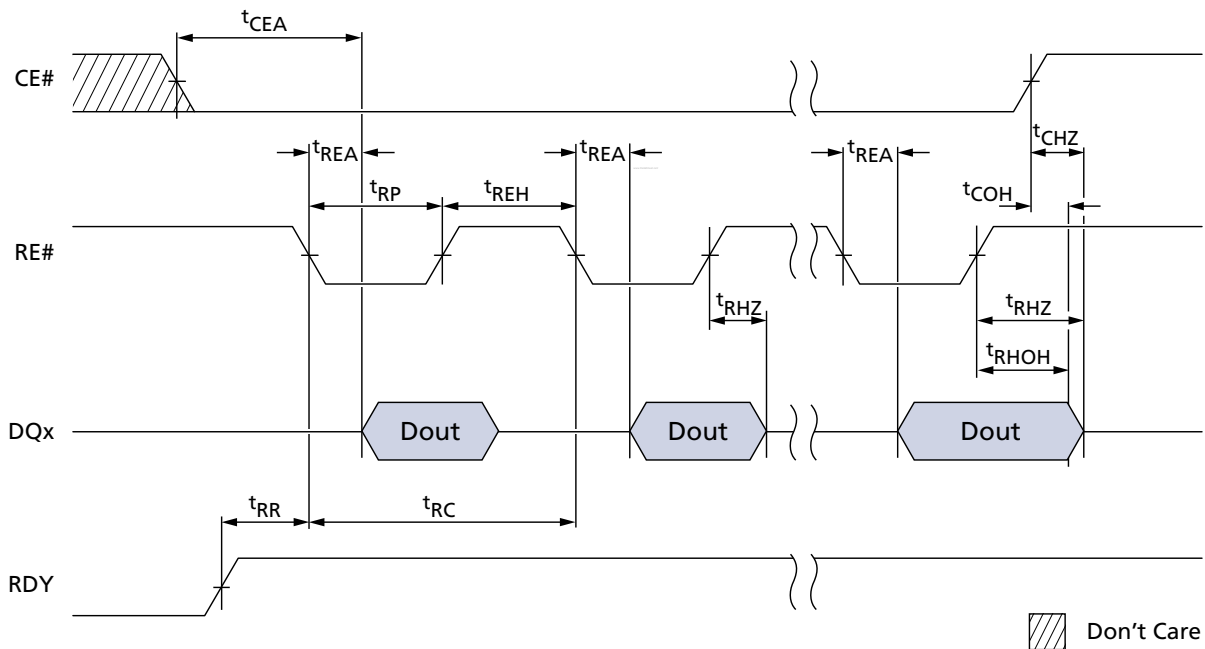 tCEA
CE#
tREA
tREA
tREA
tCHZ
tRP
tREH
tCOH
RE#
tRHZ
tRHZ
tRHOH
DQx
Dout
Dout
Dout
tRR
tRC
RDY
Don't Care